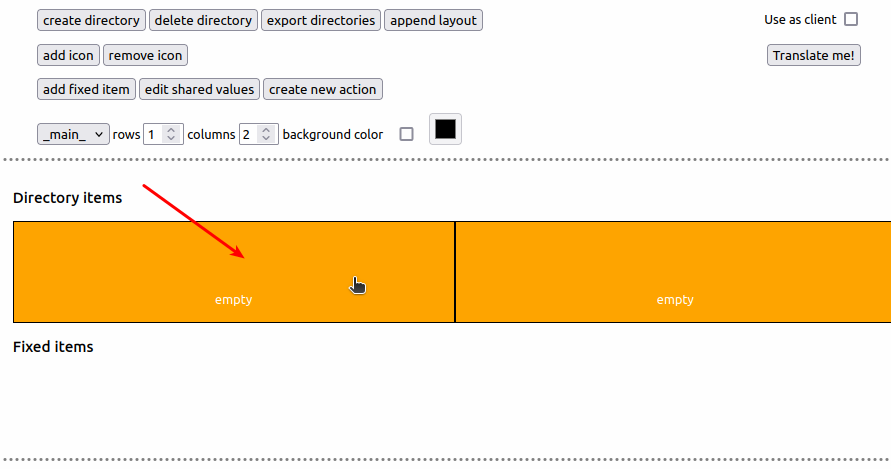 create directory delete directory export directories append layout Use as client
add icon remove icon Translate me!
add fixed item edit shared values create new action
_main_ rows 1 columns 2 background color
Directory items
empty empty
Fixed items